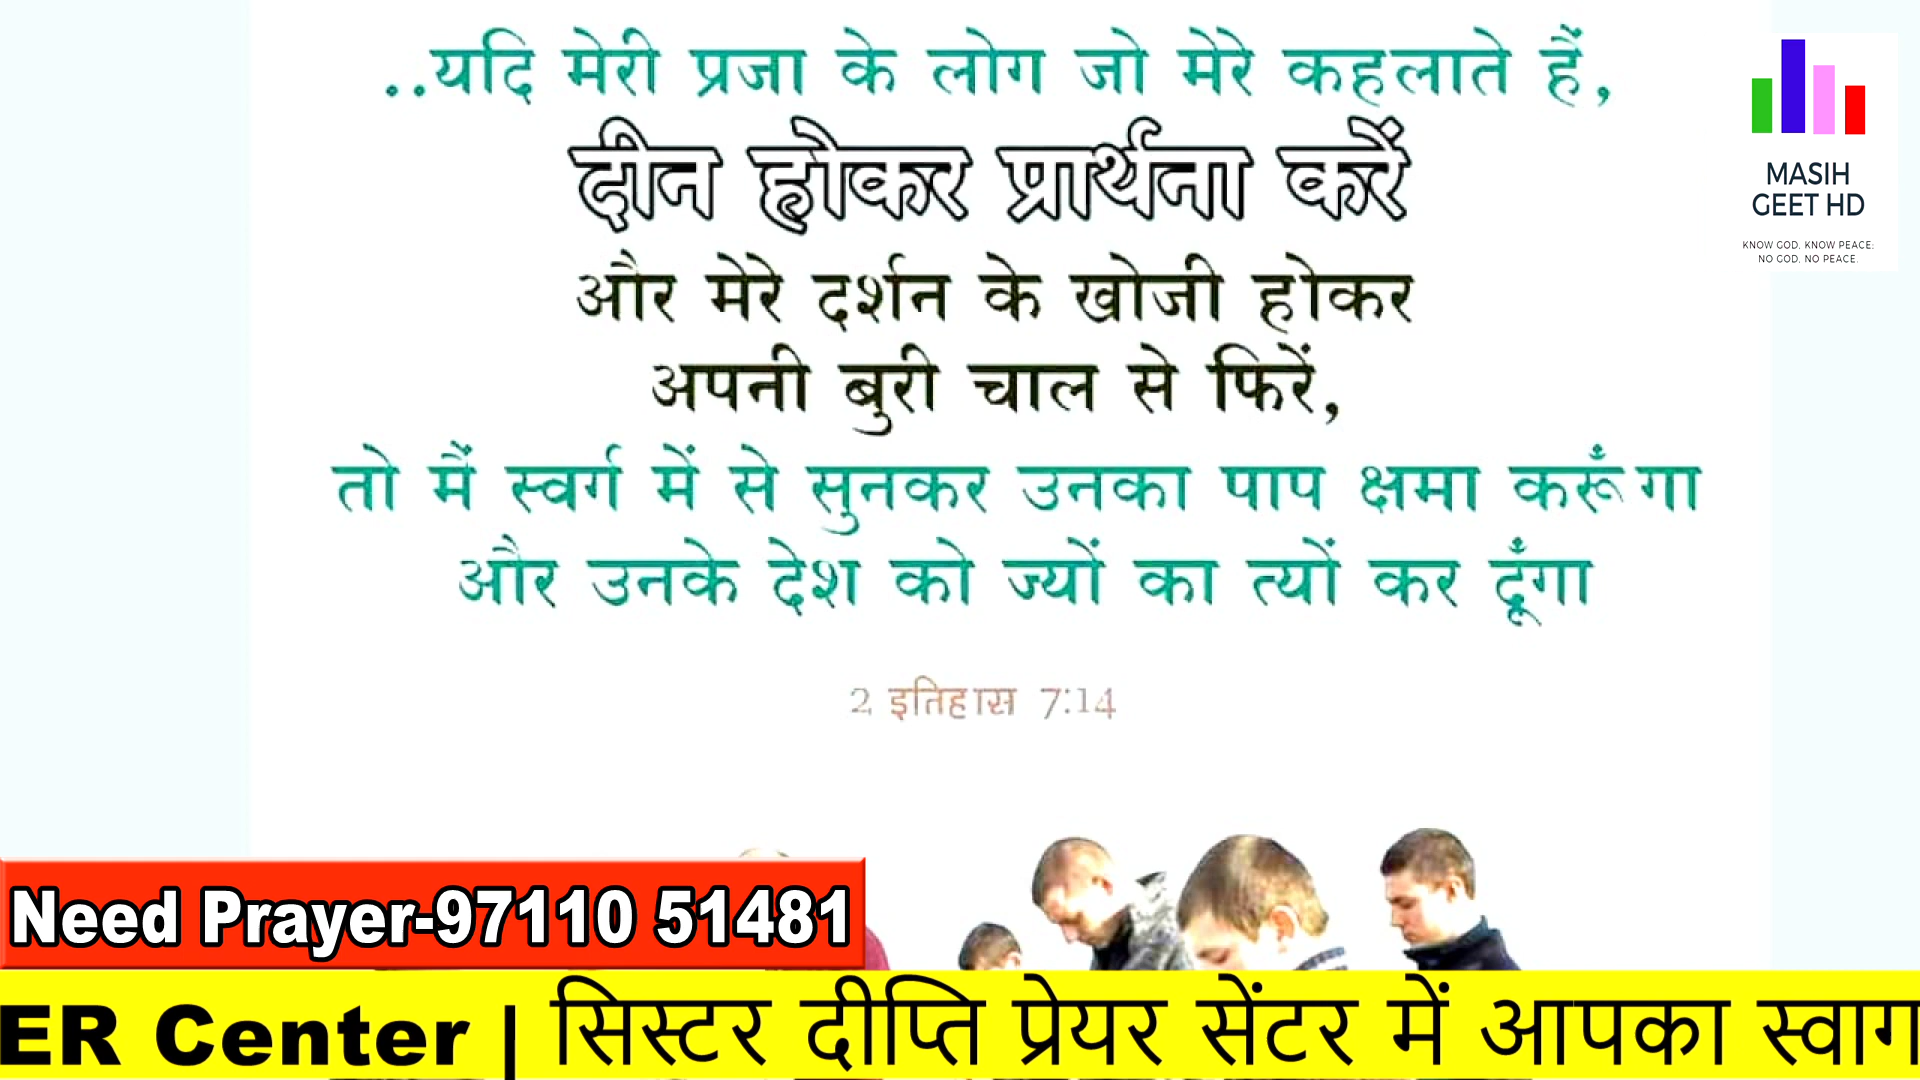 ..यदि मेरी प्रजा के लोग जो मेरे कहलाते हैं,
दीन होकर प्रार्थना करें
और मेरे दर्शन के खोजी होकर
अपनी बुरी चाल से फिरें,
तो मैं स्वर्ग में से सुनकर उनका पाप क्षमा करूँगा
और उनके देश को ज्यों का त्यों कर दूँगा
2 इतिहास 7:14
MASIH
GEET HD
KNOW GOD, KNOW PEACE;
NO GOD, NO PEACE.
Need Prayer-97110 51481
ER Center | सिस्टर दीप्ति प्रेयर सेंटर में आपका स्वाग